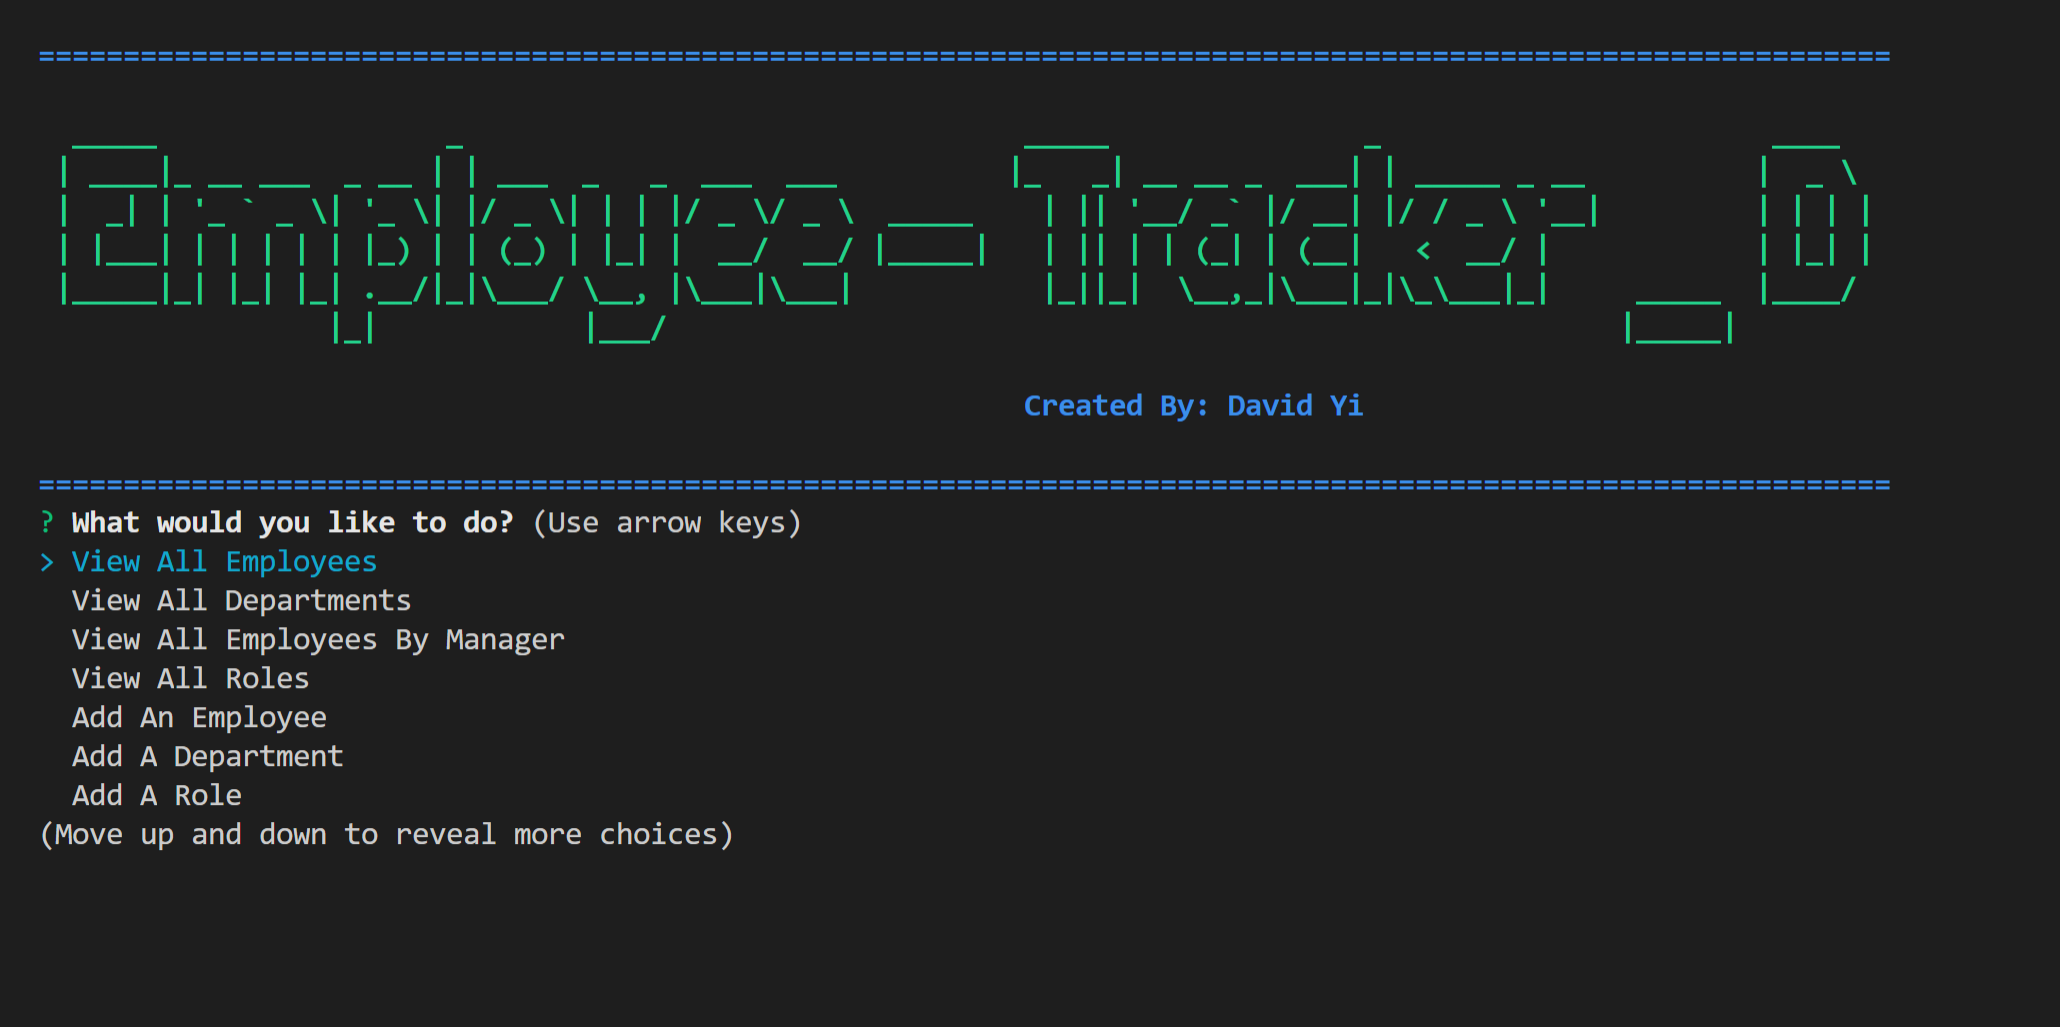 ====================================================================================================
Employee-Tracker _D
Created By: David Yi
====================================================================================================
? What would you like to do? (Use arrow keys)
> View All Employees
View All Departments
View All Employees By Manager
View All Roles
Add An Employee
Add A Department
Add A Role
(Move up and down to reveal more choices)